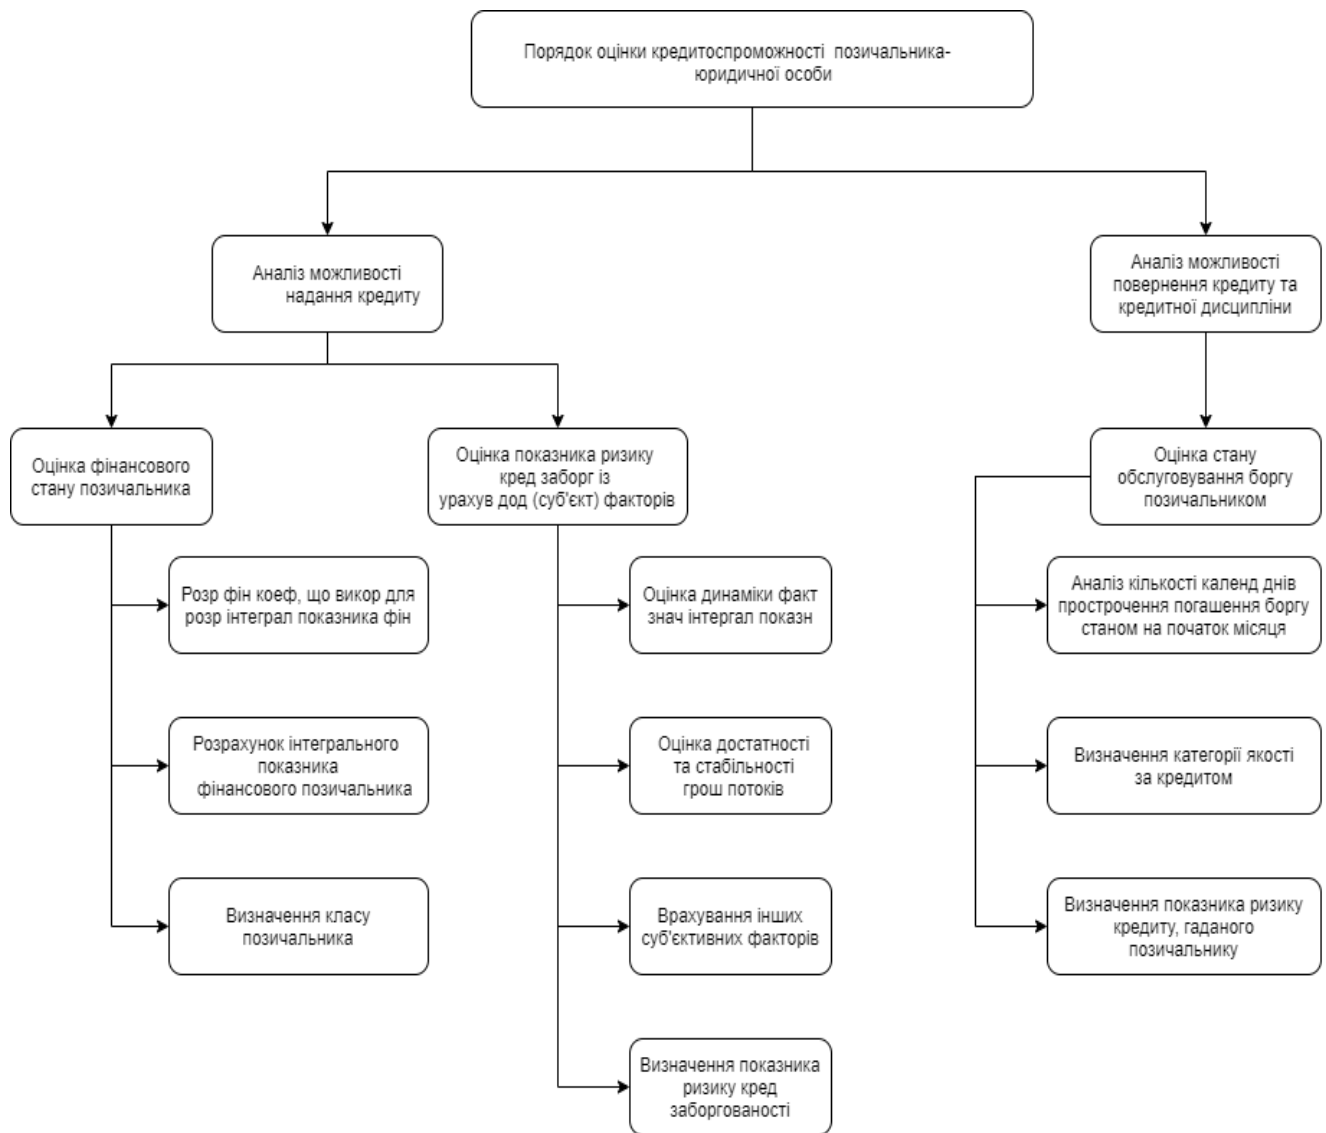 Порядок оцінки кредитоспроможності позичальника-
юридичної особи
Аналіз можливості
надання кредиту
Аналіз можливості
повернення кредиту та
кредитної дисципліни
Оцінка фінансового
стану позичальника
Оцінка показника ризику
кред заборг із
урахув дод (суб'єкт) факторів
Оцінка стану
обслуговування боргу
позичальником
Розр фін коеф, що викор для
розр інтеграл показника фін
Оцінка динаміки факт
знач інтергал показн
Аналіз кількості календ днів
прострочення погашення боргу
станом на початок місяця
Розрахунок інтегрального
показника
фінансового позичальника
Оцінка достатності
та стабільності
грош потоків
Визначення категорії якості
за кредитом
Визначення класу
позичальника
Врахування інших
суб'єктивних факторів
Визначення показника ризику
кредиту, гаданого
позичальнику
Визначення показника
ризику кред
заборгованості